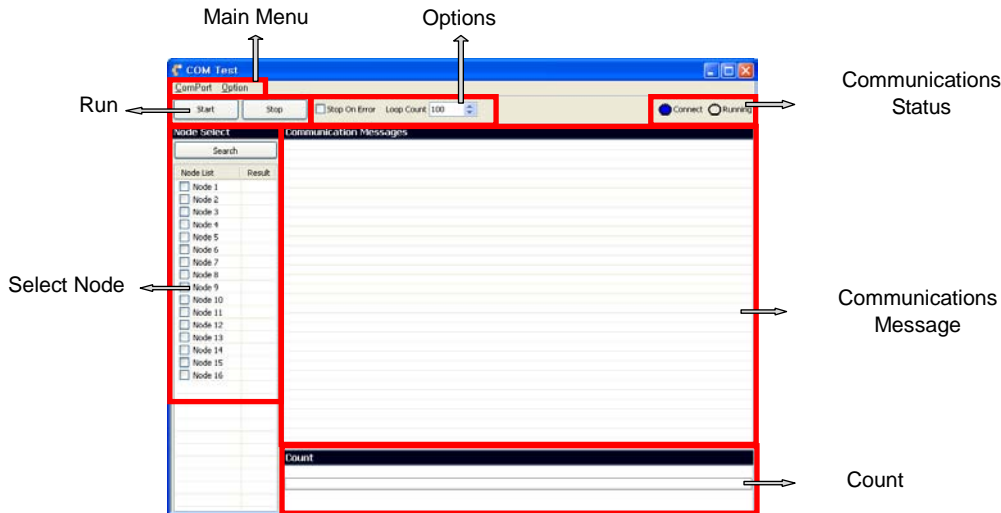 Main Menu
Options
COM Test
ComPort Option
Communications
Status
Run
Start
Stop
Stop On Error
Loop Count 100
Connect
Running
Node Select
Communication Messages
Search
Node List
Result
Node 1
Node 2
Node 3
Node 4
Node 5
Node 6
Node 7
Node 8
Select Node
Node 9
Node 10
Node 11
Node 12
Node 13
Node 14
Node 15
Node 16
Communications
Message
Count
Count